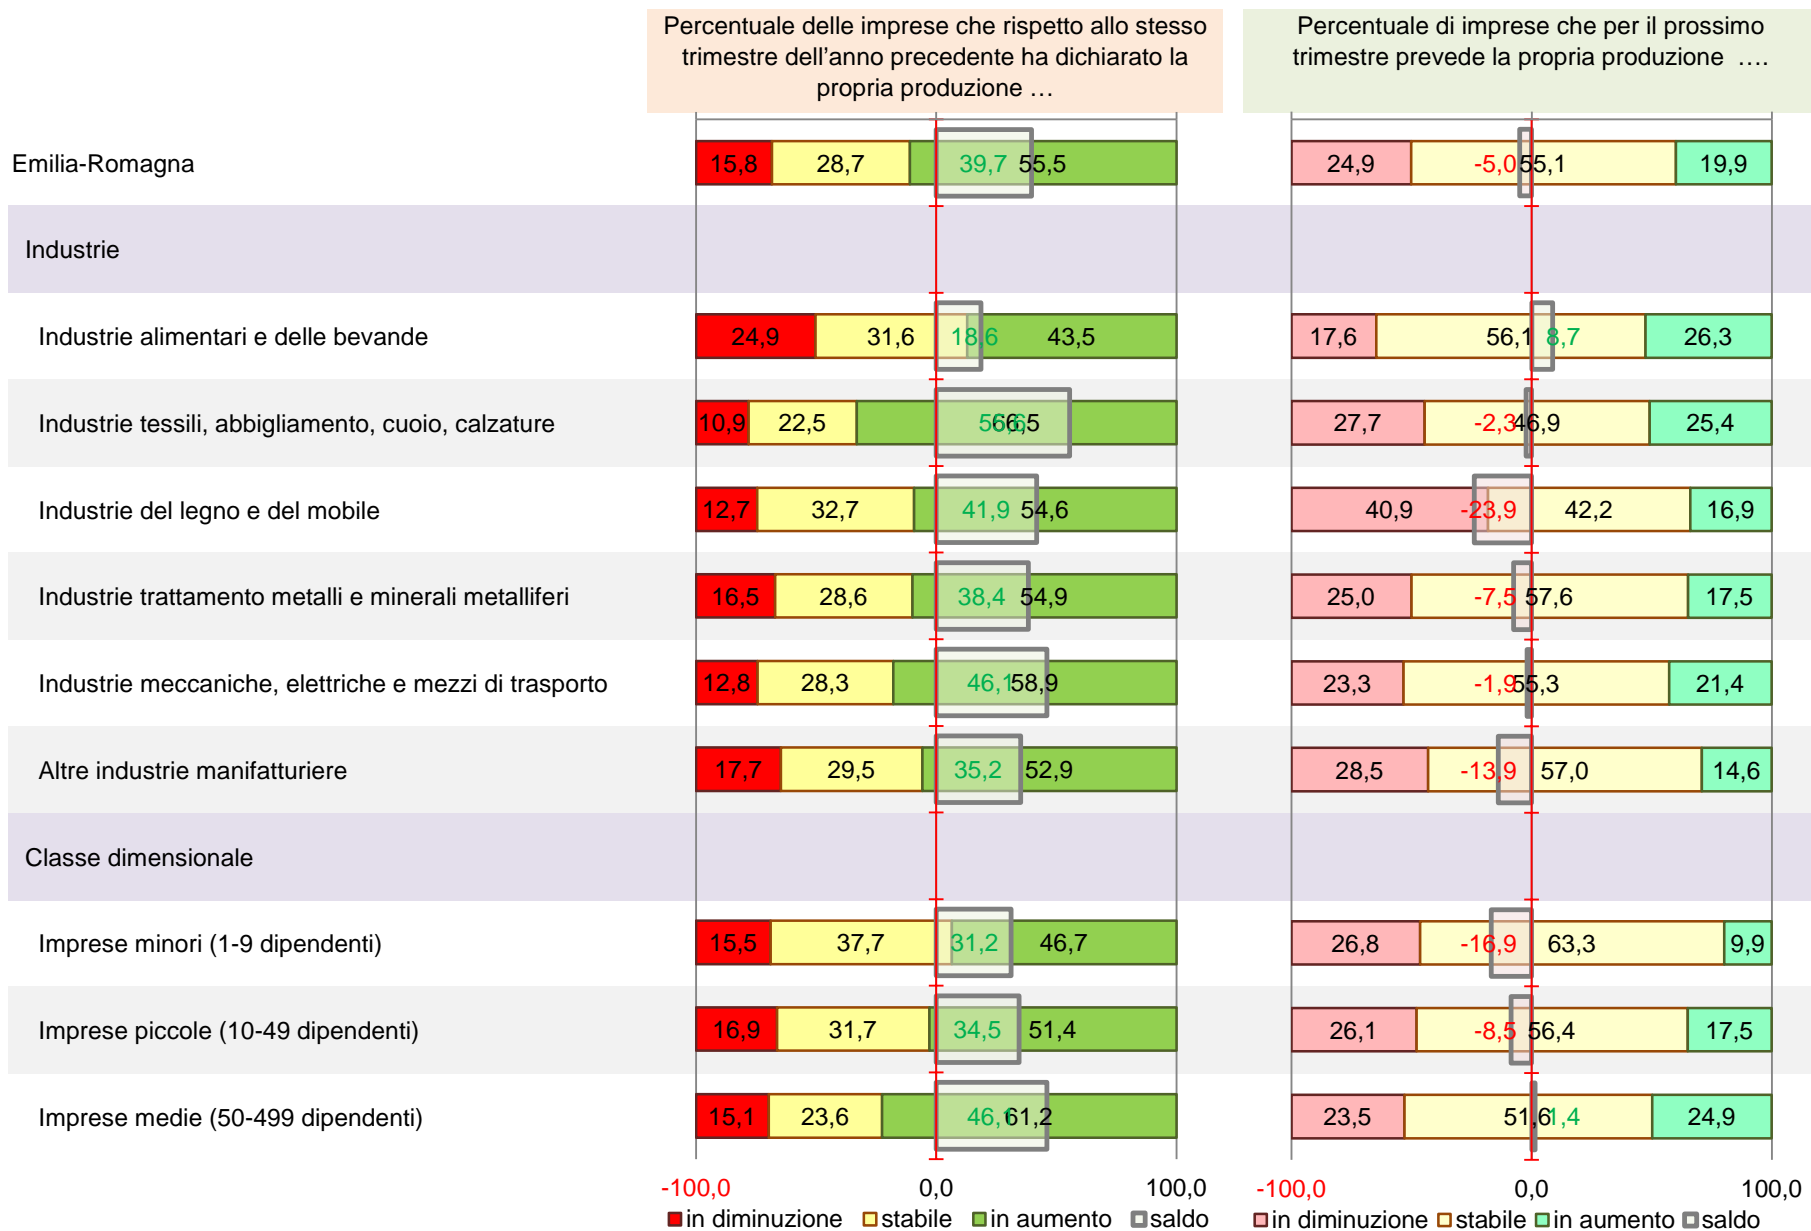 Percentuale delle imprese che rispetto allo stesso
trimestre dell'anno precedente ha dichiarato la
propria produzione …
Percentuale di imprese che per il prossimo
trimestre prevede la propria produzione ….
Emilia-Romagna 15,8 28,7 39,7 55,5 24,9 -5,0 55,1 19,9
Industrie
Industrie alimentari e delle bevande 24,9 31,6 18,6 43,5 17,6 56,1 8,7 26,3
Industrie tessili, abbigliamento, cuoio, calzature 10,9 22,5 55,6 66,5 27,7 -2,3 46,9 25,4
Industrie del legno e del mobile 12,7 32,7 41,9 54,6 40,9 -23,9 42,2 16,9
Industrie trattamento metalli e minerali metalliferi 16,5 28,6 38,4 54,9 25,0 -7,5 57,6 17,5
Industrie meccaniche, elettriche e mezzi di trasporto 12,8 28,3 46,1 58,9 23,3 -1,9 55,3 21,4
Altre industrie manifatturiere 17,7 29,5 35,2 52,9 28,5 -13,9 57,0 14,6
Classe dimensionale
Imprese minori (1-9 dipendenti) 15,5 37,7 31,2 46,7 26,8 -16,9 63,3 9,9
Imprese piccole (10-49 dipendenti) 16,9 31,7 34,5 51,4 26,1 -8,5 56,4 17,5
Imprese medie (50-499 dipendenti) 15,1 23,6 46,1 61,2 23,5 51,6 1,4 24,9
-100,0 0,0 100,0 -100,0 0,0 100,0
in diminuzione stabile in aumento saldo in diminuzione stabile in aumento saldo